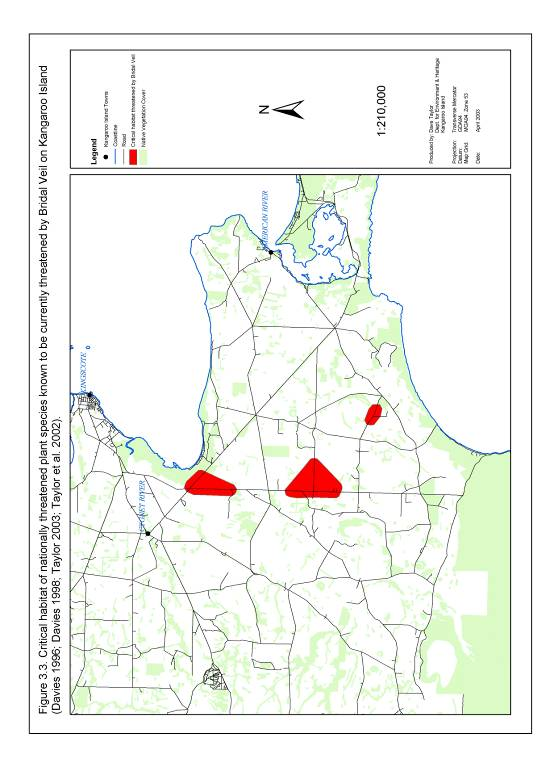 Figure 3.3. Critical habitat of nationally threatened plant species known to be currently threatened by Bridal Veil on Kangaroo Island
(Davies 1996; Davies 1998; Taylor 2003; Taylor et al. 2002).
KINGSCOTE
CYGNET RIVER
AMERICAN RIVER
Legend
Kangaroo Island Towns
Coastline
Road
Critical habitat threatened by Bridal Veil
Native Vegetation Cover
N
1:210,000
Produced by: Dave Taylor
Dept. for Environment & Heritage
Kangaroo Island
Projection: Transverse Mercator
Datum: GDA94
Map Grid: MGA94 Zone 53
Date: April 2003